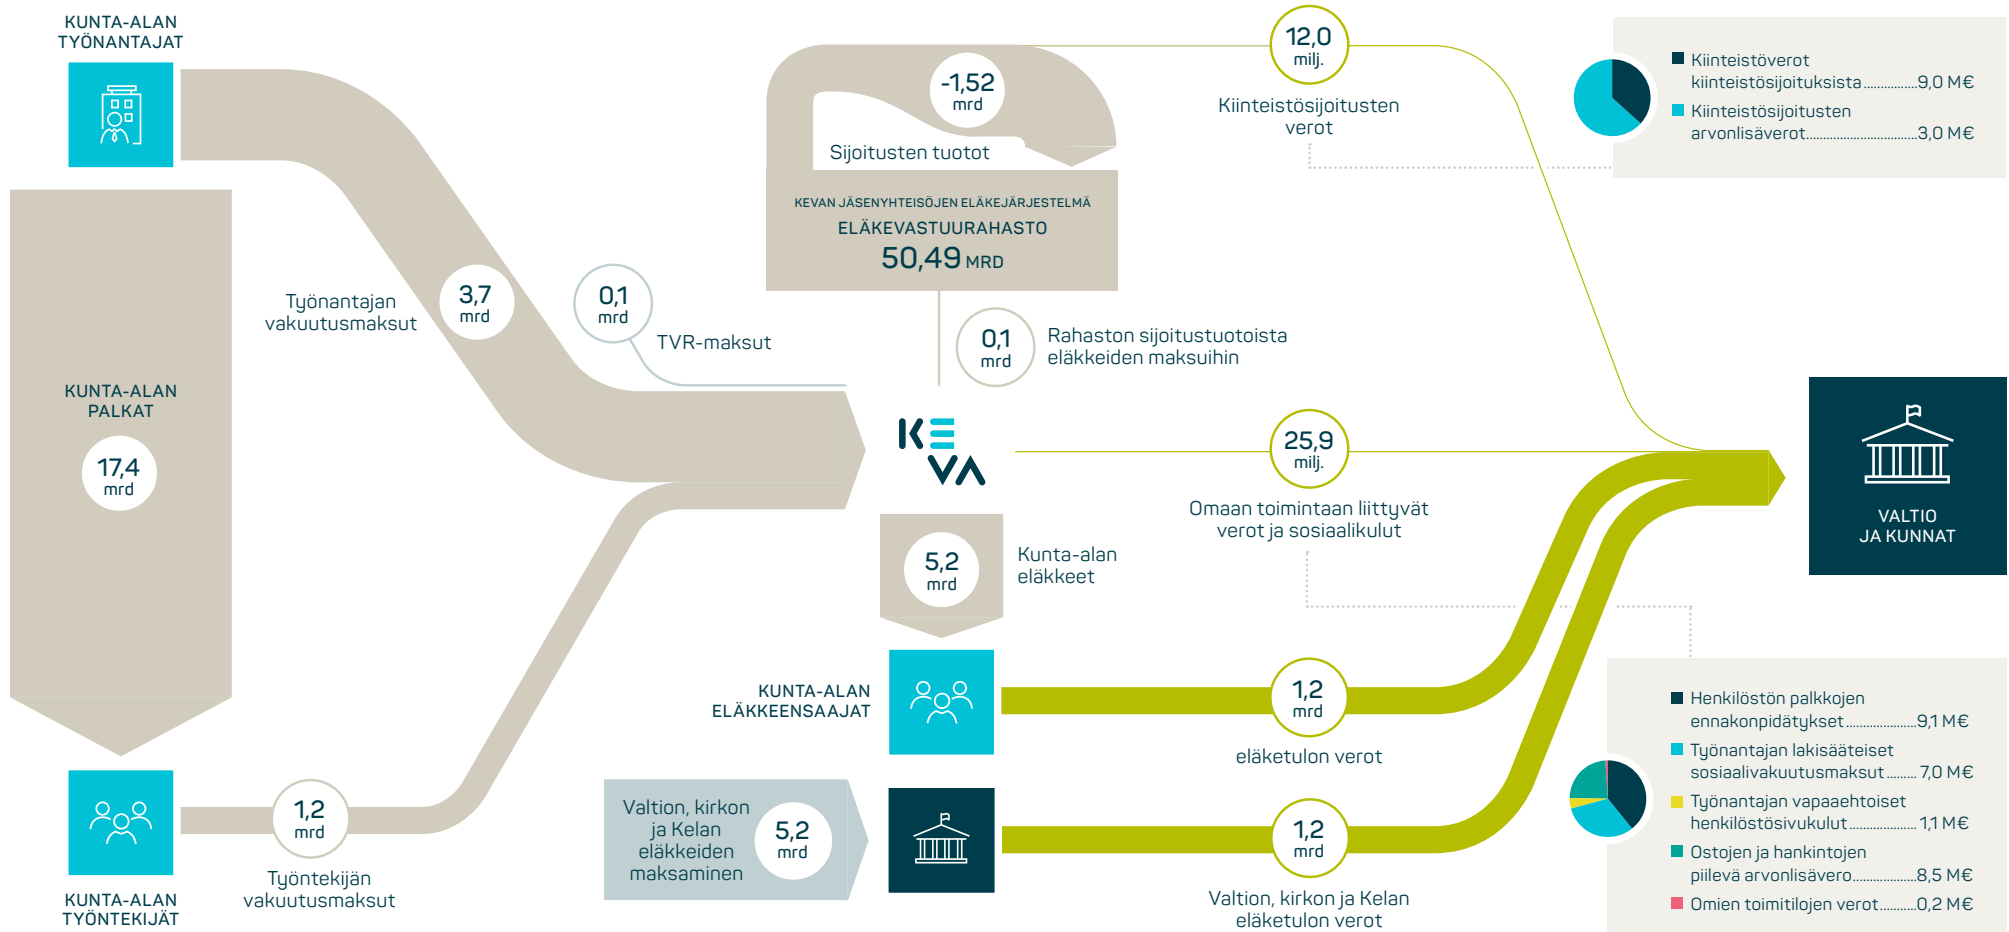 KUNTA-ALAN
TYÖNANTAJAT
KUNTA-ALAN
PALKAT
17,4
mrd
KUNTA-ALAN
TYÖNTEKIJÄT
Työnantajan
vakuutusmaksut
3,7
mrd
1,2
mrd
Työntekijän
vakuutusmaksut
0,1
mrd
TVR-maksut
-1,52
mrd
Sijoitusten tuotot
KEVAN JÄSENYHTEISÖJEN ELÄKEJÄRJESTELMÄ
ELÄKEVASTUURAHASTO
50,49 MRD
0,1
mrd
Rahaston sijoitustuotoista
eläkkeiden maksuihin
KEVA
5,2
mrd
Kunta-alan
eläkkeet
KUNTA-ALAN
ELÄKKEENSAAJAT
Valtion, kirkon
ja Kelan
eläkkeiden
maksaminen
5,2
mrd
12,0
milj.
Kiinteistösijoitusten
verot
25,9
milj.
Omaan toimintaan liittyvät
verot ja sosiaalikulut
1,2
mrd
eläketulon verot
1,2
mrd
Valtion, kirkon ja Kelan
eläketulon verot
Kiinteistöverot
kiinteistösijoituksista................9,0 M€
Kiinteistösijoitusten
arvonlisäverot.................................3,0 M€
VALTIO
JA KUNNAT
Henkilöstön palkkojen
ennakonpidätykset.....................9,1 M€
Työnantajan lakisääteiset
sosiaalivakuutusmaksut.........7,0 M€
Työnantajan vapaaehtoiset
henkilöstösivukulut....................1,1 M€
Ostojen ja hankintojen
piilevä arvonlisävero...................8,5 M€
Omien toimitilojen verot...........0,2 M€